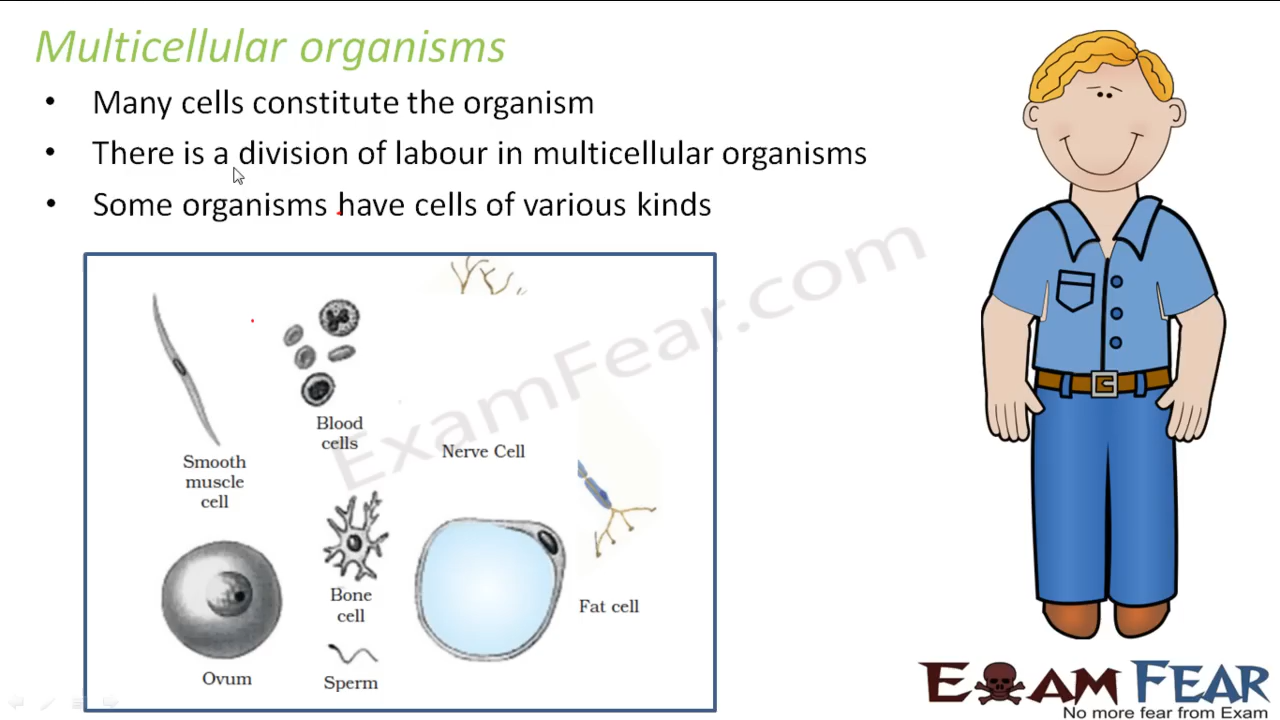 Multicellular organisms
• Many cells constitute the organism
• There is a division of labour in multicellular organisms
• Some organisms have cells of various kinds
ExamFear.com
Blood
cells
Nerve Cell
Smooth
muscle
cell
Bone
cell
Fat cell
Ovum
Sperm
EXAM FEAR
No more fear from Exam